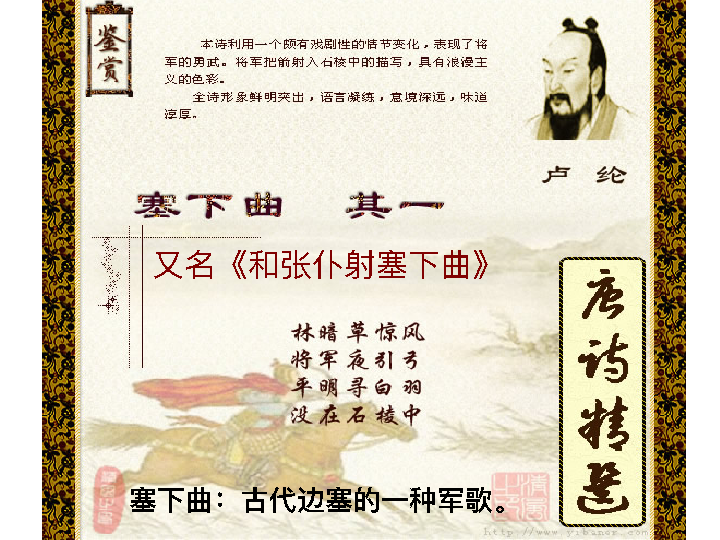 鉴赏
本诗利用一个颇有戏剧性的情节变化，表现了将
军的勇武。将军把箭射入石棱中的描写，具有浪漫主
义的色彩。
全诗形象鲜明突出，语言凝练，意境深远，味道
淳厚。
卢 纶
塞下曲 其一
又名《和张仆射塞下曲》
林暗草惊风
将军夜引弓
平明寻白羽
没在石棱中
唐诗精選
塞下曲：古代边塞的一种军歌。